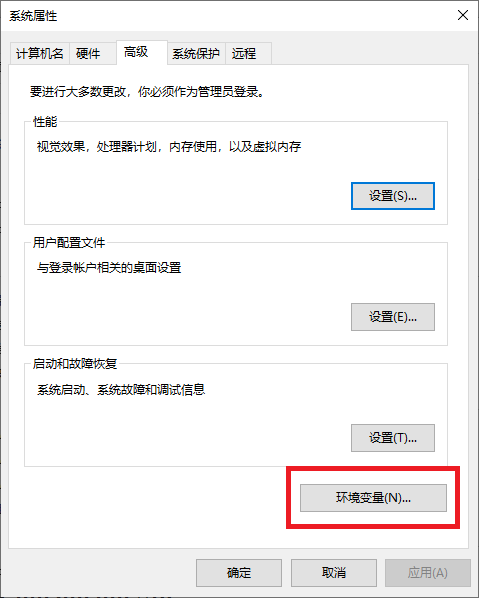 系统属性
计算机名 硬件 高级 系统保护 远程
要进行大多数更改，你必须作为管理员登录。
性能
视觉效果，处理器计划，内存使用，以及虚拟内存
设置(S)...
用户配置文件
与登录帐户相关的桌面设置
设置(E)...
启动和故障恢复
系统启动、系统故障和调试信息
设置(T)...
环境变量(N)...
确定 取消 应用(A)